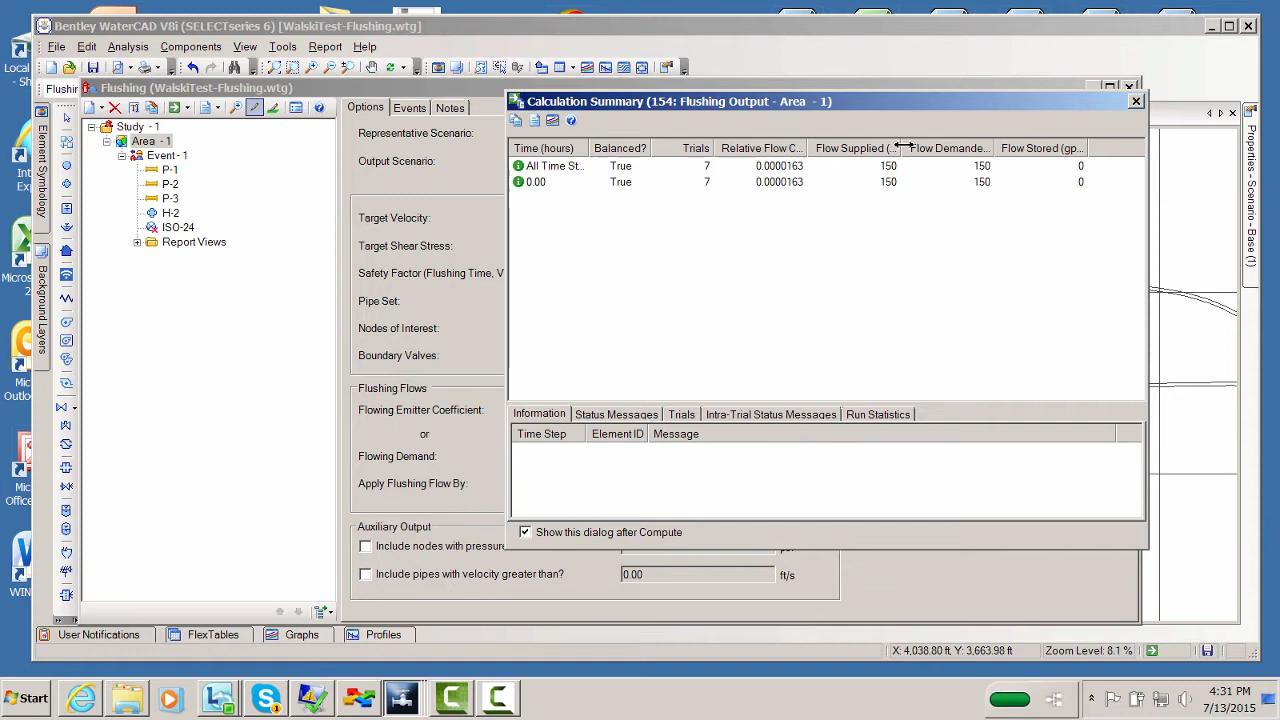 Bentley WaterCAD V8i (SELECTseries 6) [WalskiTest-Flushing.wtg]
File Edit Analysis Components View Tools Report Help
Flushing (WalskiTest-Flushing.wtg)
Study - 1
Area - 1
Event - 1
P-1
P-2
P-3
H-2
ISO-24
Report Views
Element Symbology
Background Layers
Options Events Notes
Representative Scenario:
Output Scenario:
Target Velocity:
Target Shear Stress:
Safety Factor (Flushing Time, V
Pipe Set:
Nodes of Interest:
Boundary Valves:
Flushing Flows
Flowing Emitter Coefficient:
or
Flowing Demand:
Apply Flushing Flow By:
Auxiliary Output
Include nodes with pressure
Include pipes with velocity greater than? 0.00 ft/s
Calculation Summary (154: Flushing Output - Area - 1)
Time (hours) Balanced? Trials Relative Flow C... Flow Supplied (... Flow Demande... Flow Stored (gp...
All Time St... True 7 0.0000163 150 150 0
0.00 True 7 0.0000163 150 150 0
Information Status Messages Trials Intra-Trial Status Messages Run Statistics
Time Step Element ID Message
Show this dialog after Compute
Properties - Scenario - Base (1)
User Notifications FlexTables Graphs Profiles
X: 4,038.80 ft, Y: 3,663.98 ft Zoom Level: 8.1 %
Start
4:31 PM
7/13/2015